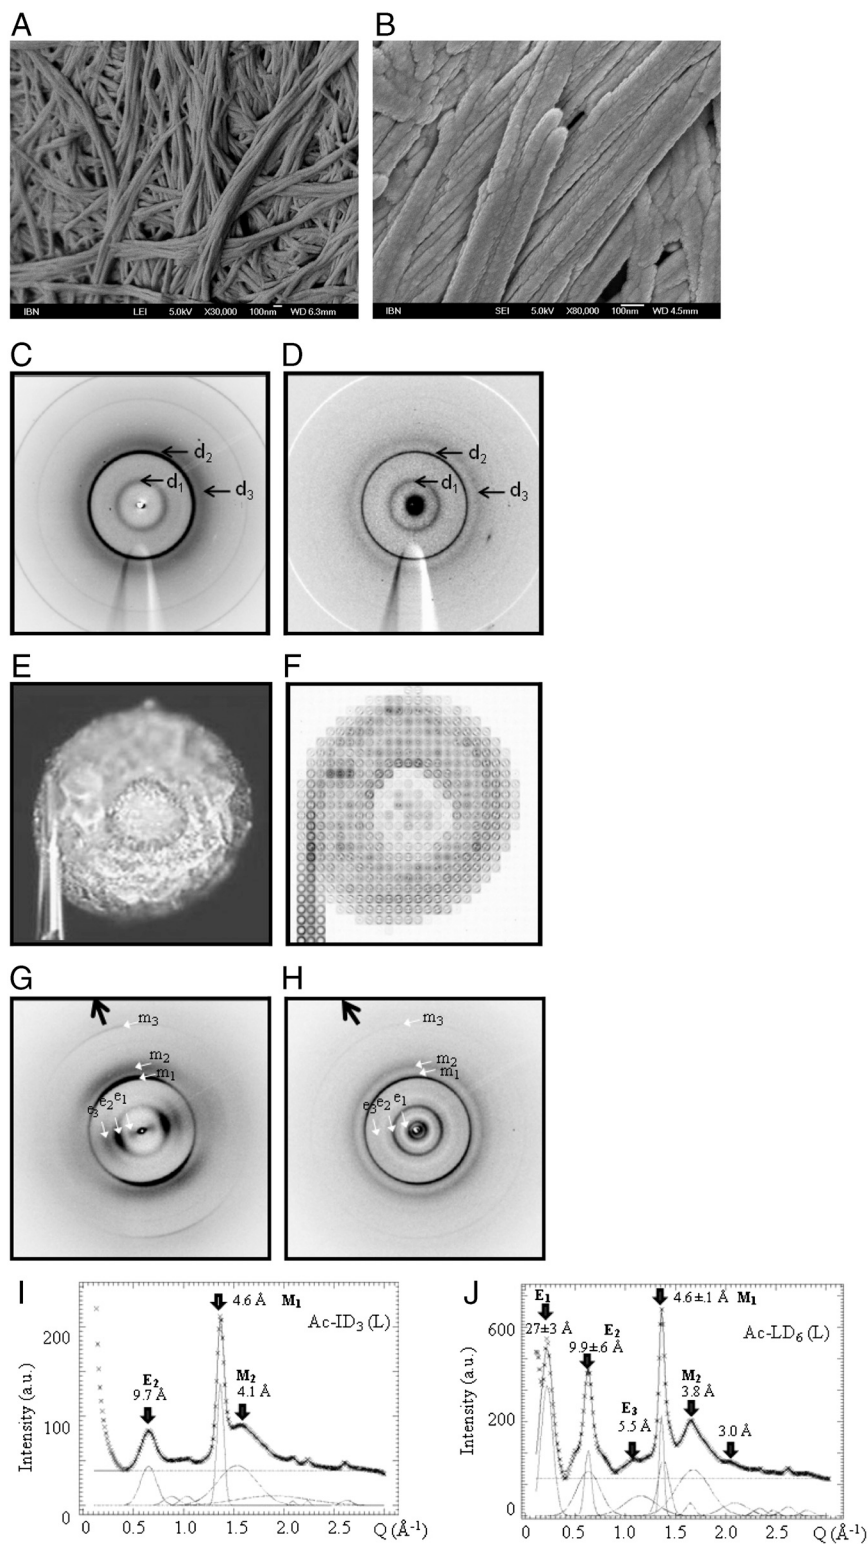 A
B
IBN LEI 5.0kV X30,000 100nm WD 6.3mm
IBN SEI 5.0kV X80,000 100nm WD 4.5mm
C
D
d2
d1
d3
d2
d1
d3
E
F
G
H
m3
m2
m1
e3 e2 e1
m3
m2
m1
e3 e2 e1
I
4.6 Å M1
Ac-ID3 (L)
E2
9.7 Å
M2
4.1 Å
200
100
0
Intensity (a.u.)
0 0.5 1.0 1.5 2.0 2.5
Q (Å-1)
J
E1
27±3 Å
E2
9.9±.6 Å
4.6±.1 Å M1
Ac-LD6 (L)
M2
3.8 Å
E3
5.5 Å
3.0 Å
600
200
0
Intensity (a.u.)
0 0.5 1.0 1.5 2.0 2.5
Q (Å-1)